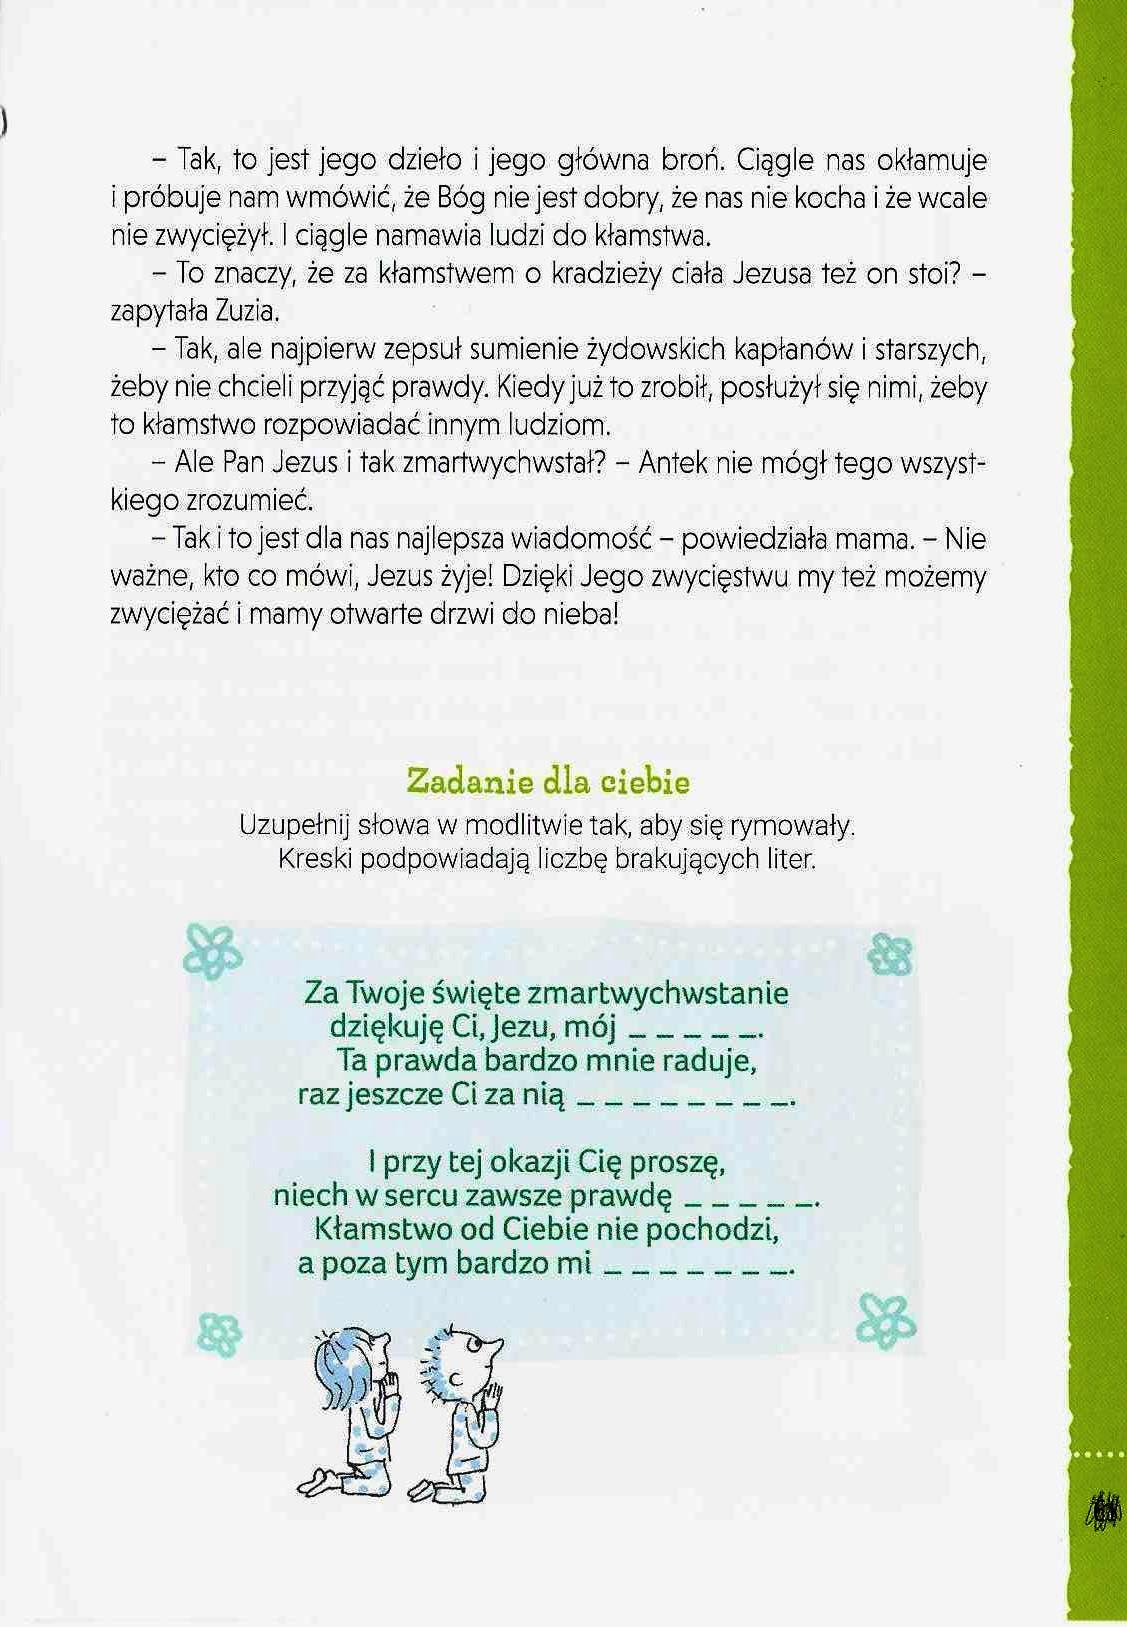 – Tak, to jest jego dzieło i jego główna broń. Ciągle nas okłamuje
i próbuje nam wmówić, że Bóg nie jest dobry, że nas nie kocha i że wcale
nie zwyciężył. I ciągle namawia ludzi do kłamstwa.
– To znaczy, że za kłamstwem o kradzieży ciała Jezusa też on stoi? –
zapytała Zuzia.
– Tak, ale najpierw zepsuł sumienie żydowskich kapłanów i starszych,
żeby nie chcieli przyjąć prawdy. Kiedy już to zrobił, posłużył się nimi, żeby
to kłamstwo rozpowiadać innym ludziom.
– Ale Pan Jezus i tak zmartwychwstał? – Antek nie mógł tego wszyst-
kiego zrozumieć.
– Tak i to jest dla nas najlepsza wiadomość – powiedziała mama. – Nie
ważne, kto co mówi, Jezus żyje! Dzięki Jego zwycięstwu my też możemy
zwyciężać i mamy otwarte drzwi do nieba!
Zadanie dla ciebie
Uzupełnij słowa w modlitwie tak, aby się rymowały.
Kreski podpowiadają liczbę brakujących liter.
Za Twoje święte zmartwychwstanie
dziękuję Ci, Jezu, mój _ _ _ _ _.
Ta prawda bardzo mnie raduje,
raz jeszcze Ci za nią _ _ _ _ _ _ _ _.
I przy tej okazji Cię proszę,
niech w sercu zawsze prawdę _ _ _ _ _.
Kłamstwo od Ciebie nie pochodzi,
a poza tym bardzo mi _ _ _ _ _ _ _.